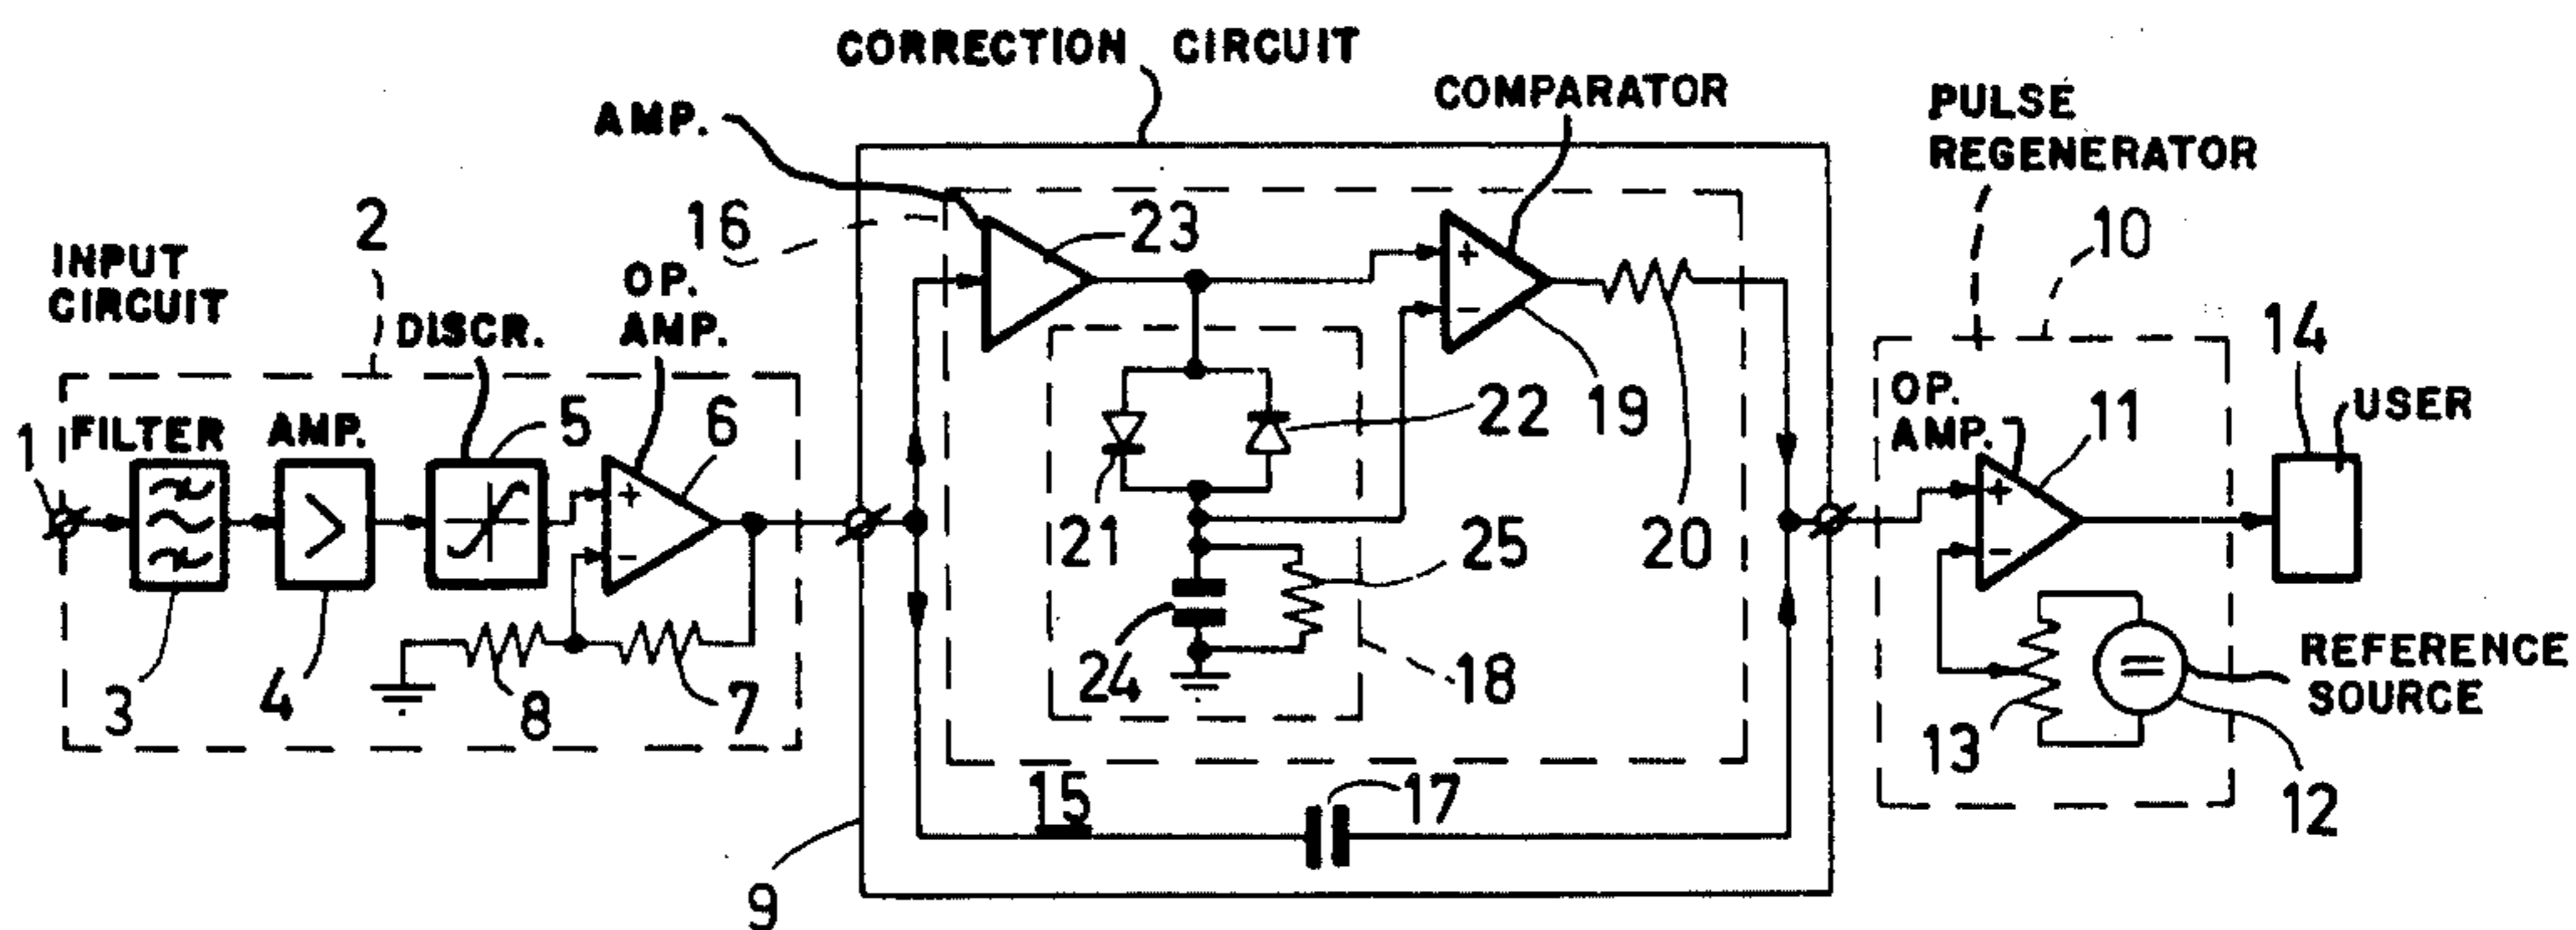 CORRECTION CIRCUIT
AMP.
COMPARATOR
PULSE
REGENERATOR
INPUT
CIRCUIT
2
16
23
10
OP.
AMP.
DISCR.
14
USER
1
FILTER
AMP.
5
6
22
19
OP.
AMP.
11
+
-
+
-
+
-
21
25
20
3
4
8
7
24
18
13
=
REFERENCE
SOURCE
12
15
17
9